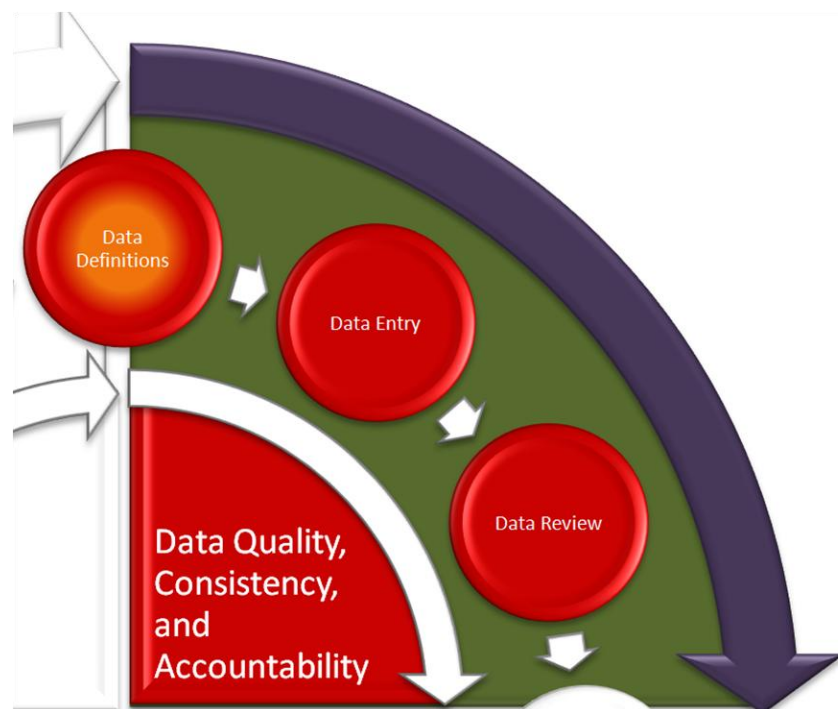 Data
Definitions
Data Entry
Data Review
Data Quality,
Consistency,
and
Accountability